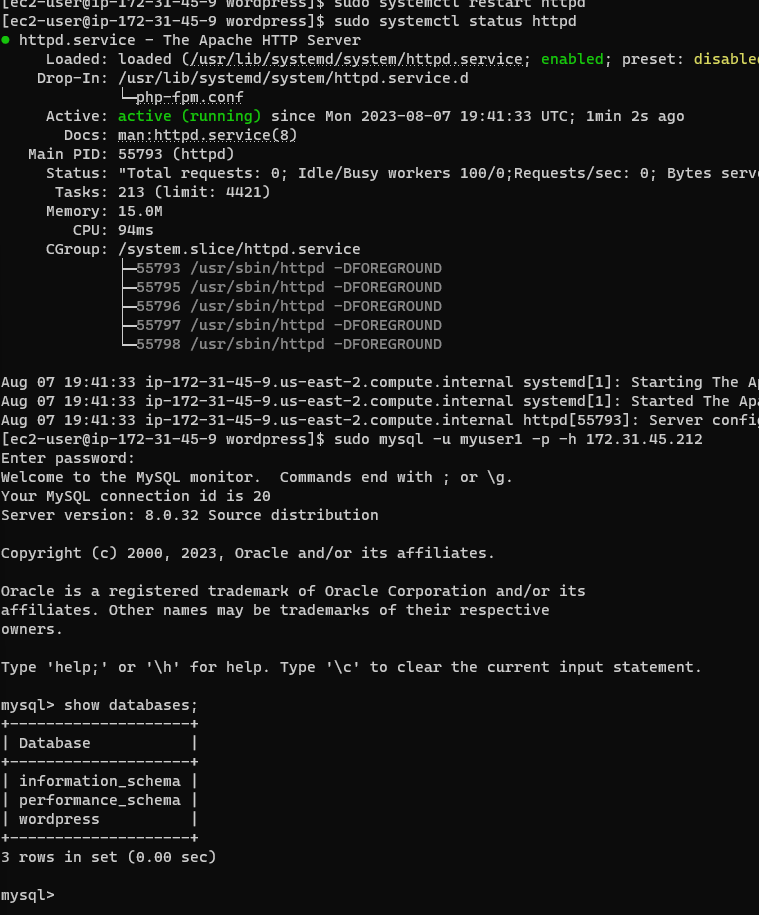 [ec2-user@ip-172-31-45-9 wordpress]$ sudo systemctl restart httpd
[ec2-user@ip-172-31-45-9 wordpress]$ sudo systemctl status httpd
● httpd.service - The Apache HTTP Server
     Loaded: loaded (/usr/lib/systemd/system/httpd.service; enabled; preset: disable
    Drop-In: /usr/lib/systemd/system/httpd.service.d
             └─php-fpm.conf
     Active: active (running) since Mon 2023-08-07 19:41:33 UTC; 1min 2s ago
       Docs: man:httpd.service(8)
   Main PID: 55793 (httpd)
     Status: "Total requests: 0; Idle/Busy workers 100/0;Requests/sec: 0; Bytes serv
      Tasks: 213 (limit: 4421)
     Memory: 15.0M
        CPU: 94ms
     CGroup: /system.slice/httpd.service
             ├─55793 /usr/sbin/httpd -DFOREGROUND
             ├─55795 /usr/sbin/httpd -DFOREGROUND
             ├─55796 /usr/sbin/httpd -DFOREGROUND
             ├─55797 /usr/sbin/httpd -DFOREGROUND
             └─55798 /usr/sbin/httpd -DFOREGROUND
Aug 07 19:41:33 ip-172-31-45-9.us-east-2.compute.internal systemd[1]: Starting The A
Aug 07 19:41:33 ip-172-31-45-9.us-east-2.compute.internal systemd[1]: Started The Apa
Aug 07 19:41:33 ip-172-31-45-9.us-east-2.compute.internal httpd[55793]: Server config
[ec2-user@ip-172-31-45-9 wordpress]$ sudo mysql -u myuser1 -p -h 172.31.45.212
Enter password:
Welcome to the MySQL monitor.  Commands end with ; or \g.
Your MySQL connection id is 20
Server version: 8.0.32 Source distribution
Copyright (c) 2000, 2023, Oracle and/or its affiliates.
Oracle is a registered trademark of Oracle Corporation and/or its
affiliates. Other names may be trademarks of their respective
owners.
Type 'help;' or '\h' for help. Type '\c' to clear the current input statement.
mysql> show databases;
+--------------------+
| Database           |
+--------------------+
| information_schema |
| performance_schema |
| wordpress          |
+--------------------+
3 rows in set (0.00 sec)
mysql>